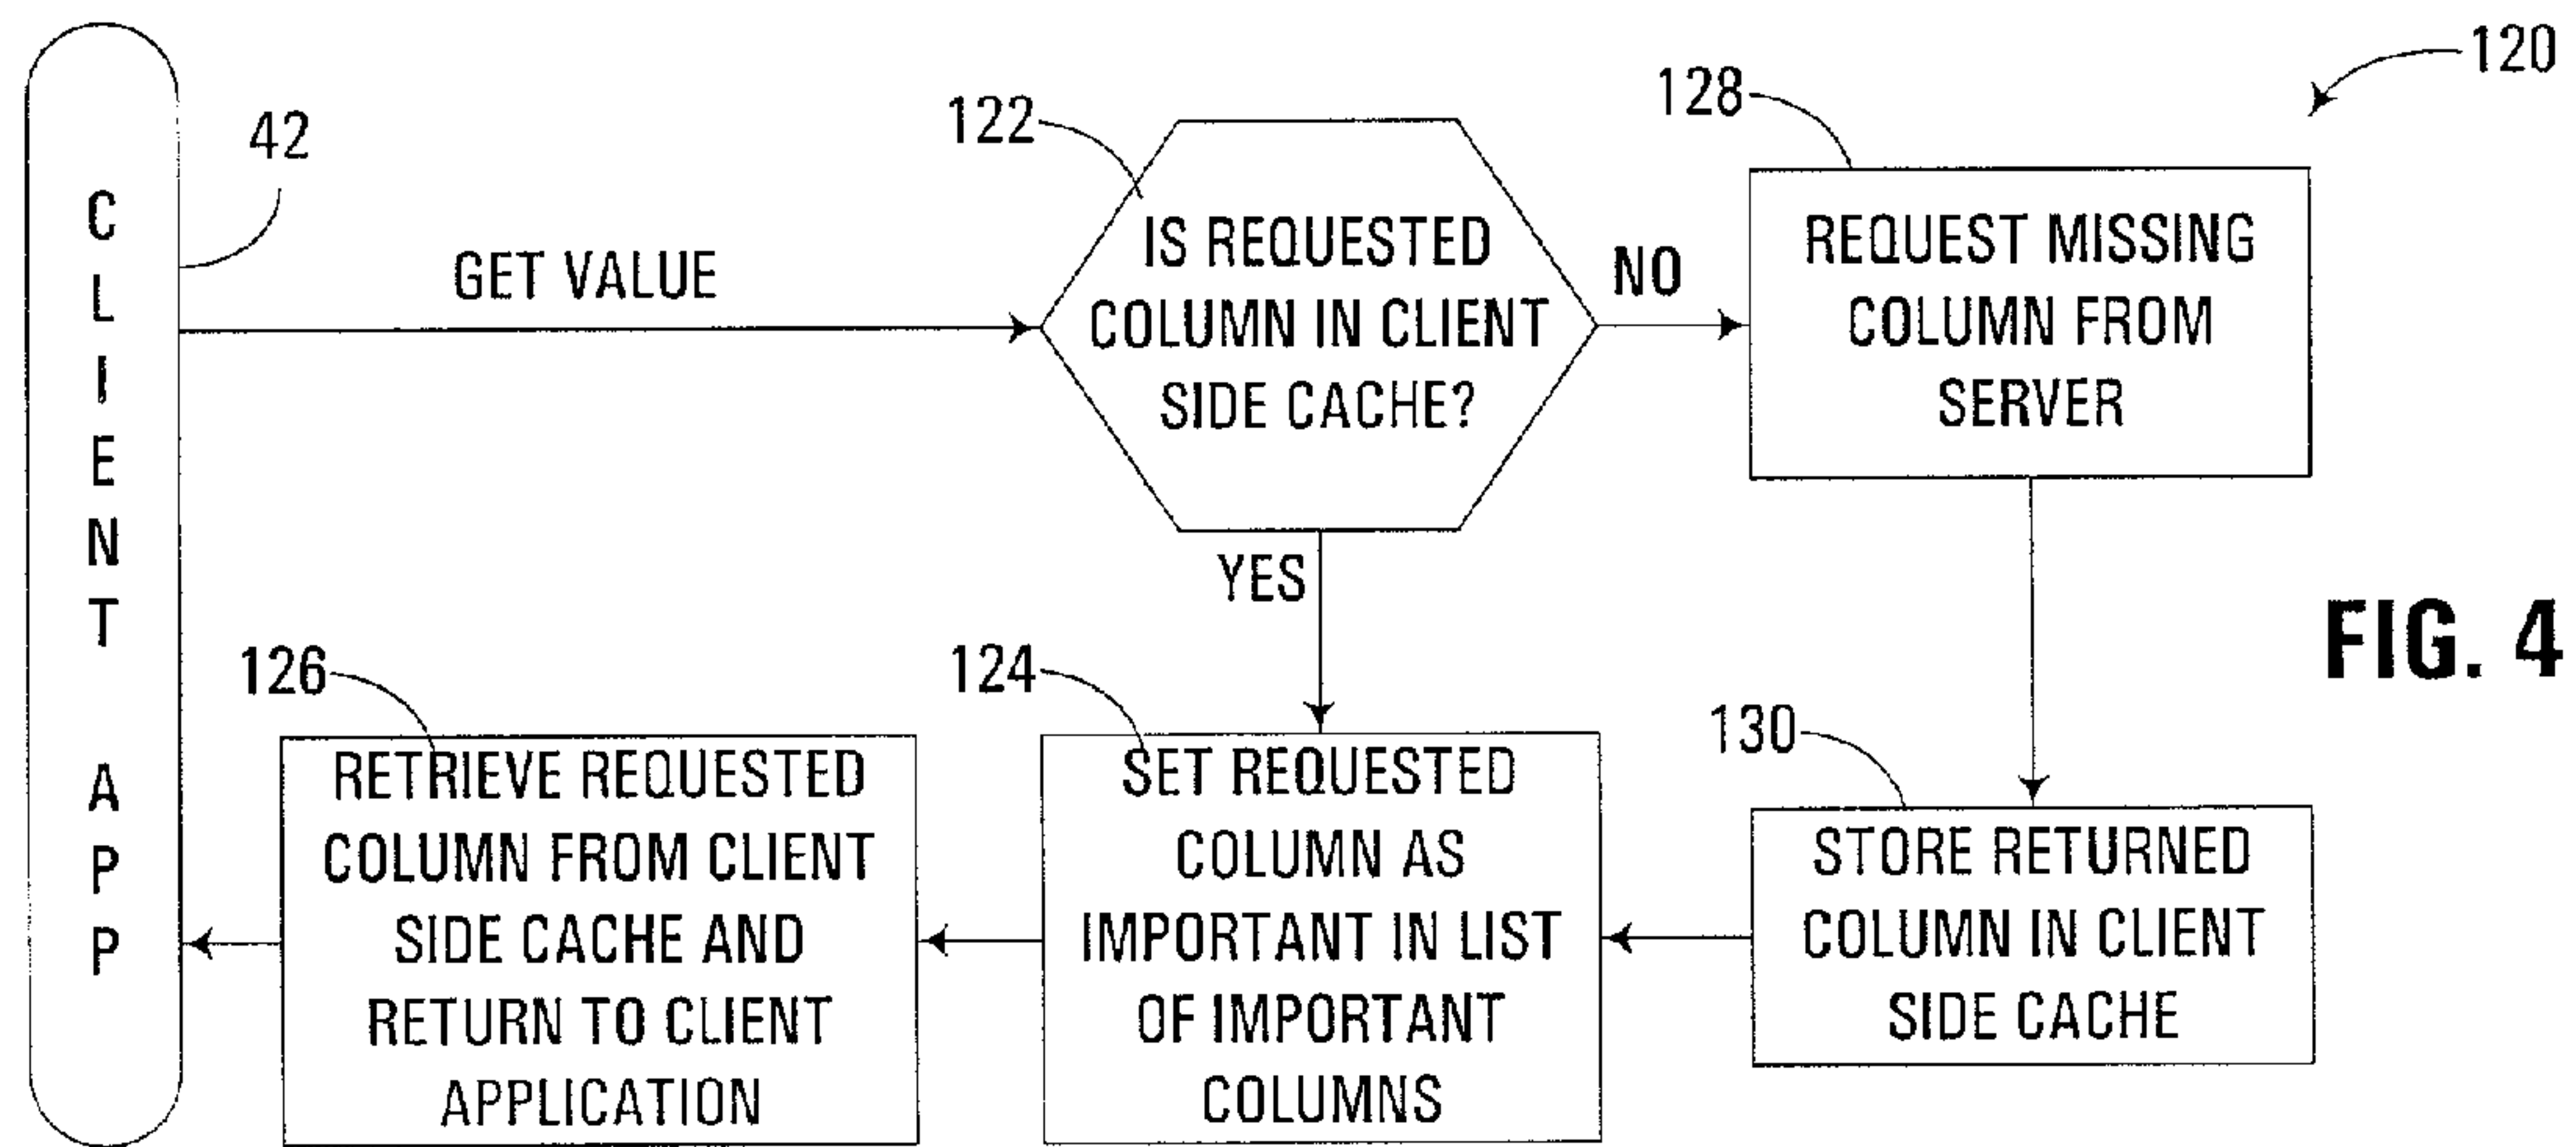 120
128
122
42
CLIENT APP
GET VALUE
IS REQUESTED
COLUMN IN CLIENT
SIDE CACHE?
NO
REQUEST MISSING
COLUMN FROM
SERVER
YES
FIG. 4
126
124
130
RETRIEVE REQUESTED
COLUMN FROM CLIENT
SIDE CACHE AND
RETURN TO CLIENT
APPLICATION
SET REQUESTED
COLUMN AS
IMPORTANT IN LIST
OF IMPORTANT
COLUMNS
STORE RETURNED
COLUMN IN CLIENT
SIDE CACHE